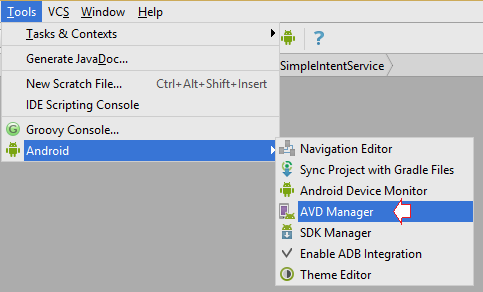 Tools VCS Window Help
Tasks & Contexts
Generate JavaDoc...
SimpleIntentService
New Scratch File... Ctrl+Alt+Shift+Insert
IDE Scripting Console
Groovy Console...
Android
Navigation Editor
Sync Project with Gradle Files
Android Device Monitor
AVD Manager
SDK Manager
Enable ADB Integration
Theme Editor